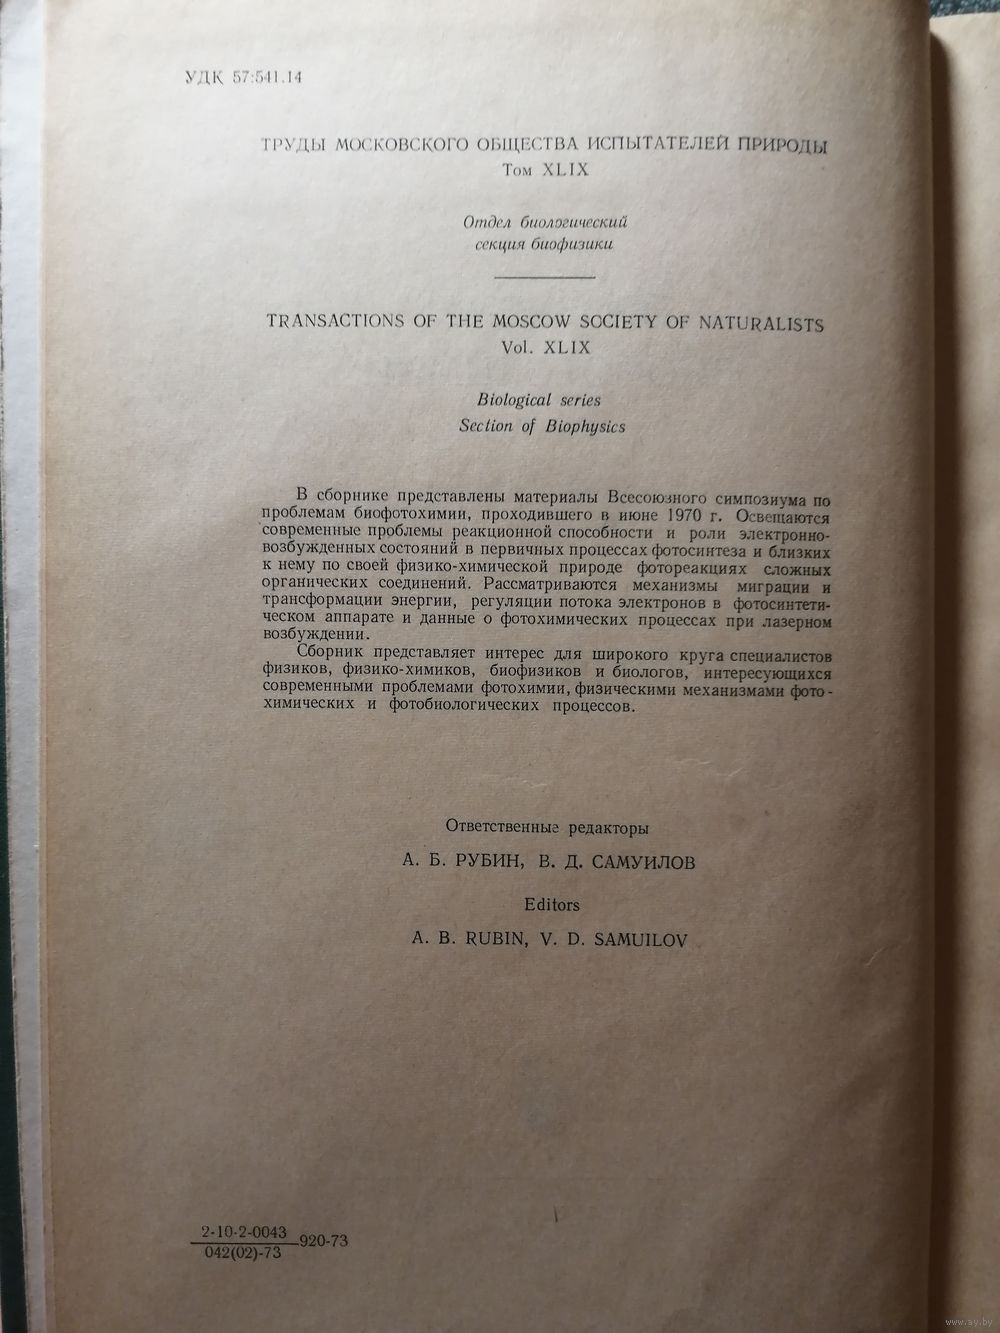 УДК 57:541.14
ТРУДЫ МОСКОВСКОГО ОБЩЕСТВА ИСПЫТАТЕЛЕЙ ПРИРОДЫ
Том XLIX
Отдел биологический
секция биофизики
TRANSACTIONS OF THE MOSCOW SOCIETY OF NATURALISTS
Vol. XLIX
Biological series
Section of Biophysics
В сборнике представлены материалы Всесоюзного симпозиума по
проблемам биофотохимии, проходившего в июне 1970 г. Освещаются
современные проблемы реакционной способности и роли электронно-
возбужденных состояний в первичных процессах фотосинтеза и близких
к нему по своей физико-химической природе фотореакциях сложных
органических соединений. Рассматриваются механизмы миграции и
трансформации энергии, регуляции потока электронов в фотосинтети-
ческом аппарате и данные о фотохимических процессах при лазерном
возбуждении.
Сборник представляет интерес для широкого круга специалистов
физиков, физико-химиков, биофизиков и биологов, интересующихся
современными проблемами фотохимии, физическими механизмами фото-
химических и фотобиологических процессов.
Ответственные редакторы
А. Б. РУБИН, В. Д. САМУИЛОВ
Editors
A. B. RUBIN, V. D. SAMUILOV
2-10-2-0043
042(02)-73
920-73
www.ay.by